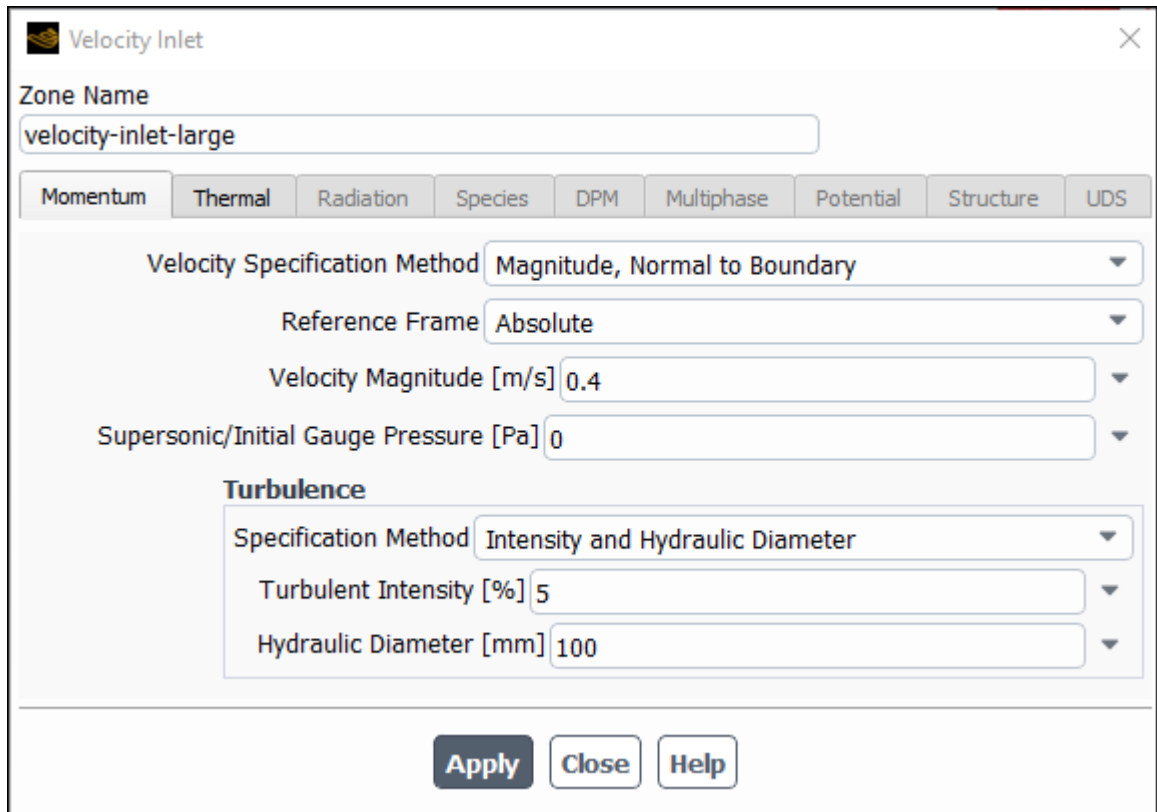 Velocity Inlet
Zone Name
velocity-inlet-large
Momentum Thermal Radiation Species DPM Multiphase Potential Structure UDS
Velocity Specification Method Magnitude, Normal to Boundary
Reference Frame Absolute
Velocity Magnitude [m/s] 0.4
Supersonic/Initial Gauge Pressure [Pa] 0
Turbulence
Specification Method Intensity and Hydraulic Diameter
Turbulent Intensity [%] 5
Hydraulic Diameter [mm] 100
Apply Close Help